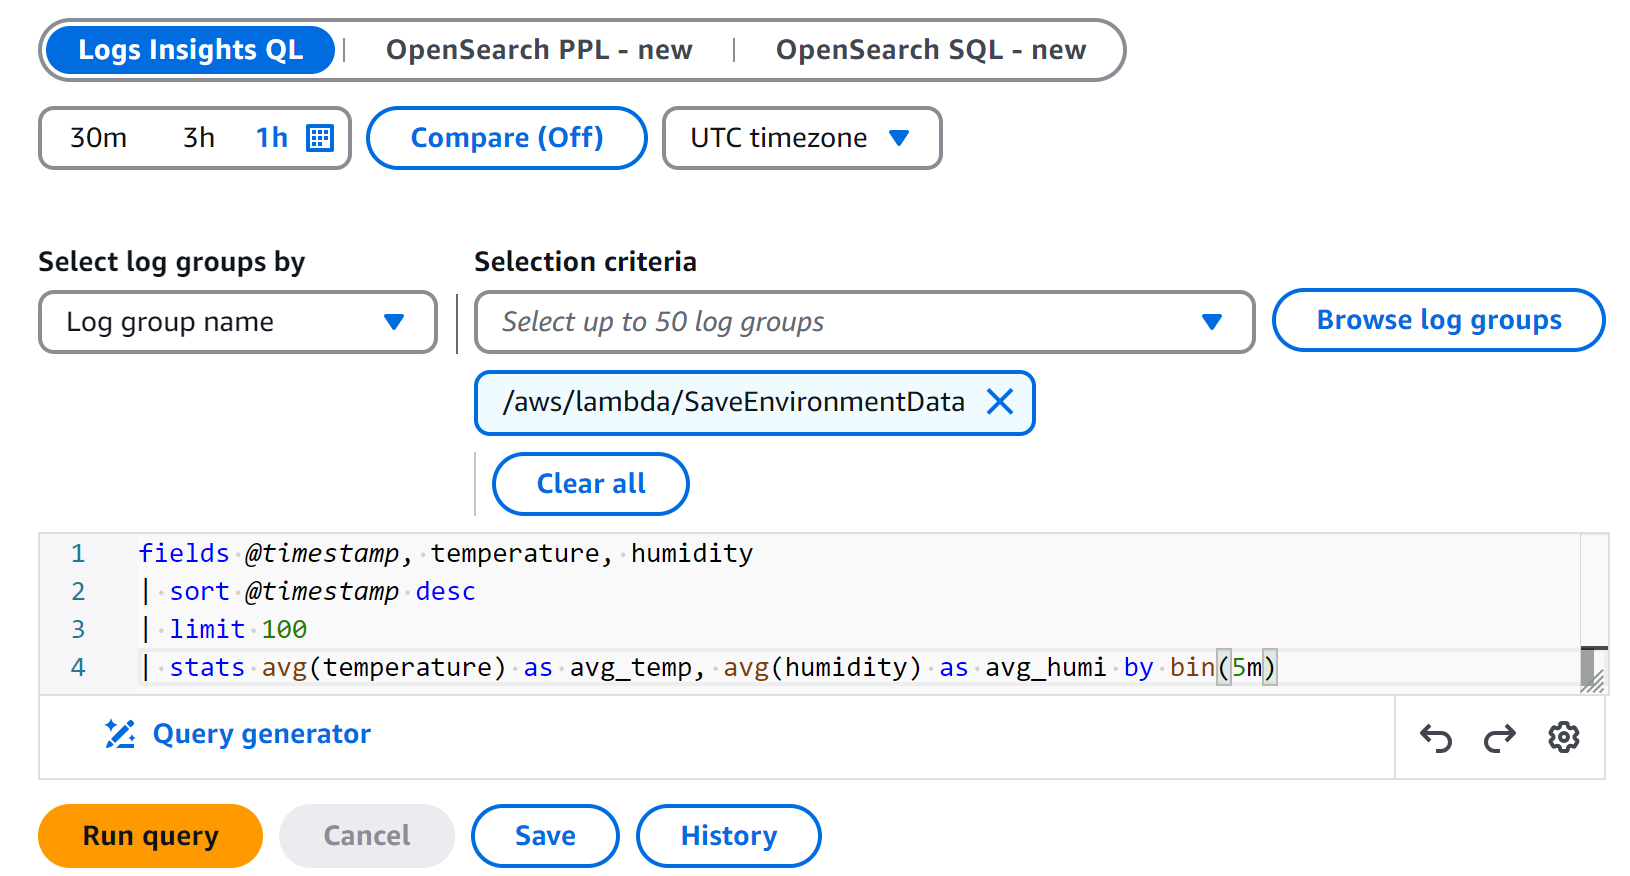 Logs Insights QL | OpenSearch PPL - new | OpenSearch SQL - new
30m 3h 1h Compare (Off) UTC timezone
Select log groups by Selection criteria
Log group name Select up to 50 log groups Browse log groups
/aws/lambda/SaveEnvironmentData
Clear all
1 fields @timestamp, temperature, humidity
2 | sort @timestamp desc
3 | limit 100
4 | stats avg(temperature) as avg_temp, avg(humidity) as avg_humi by bin(5m)
Query generator
Run query Cancel Save History